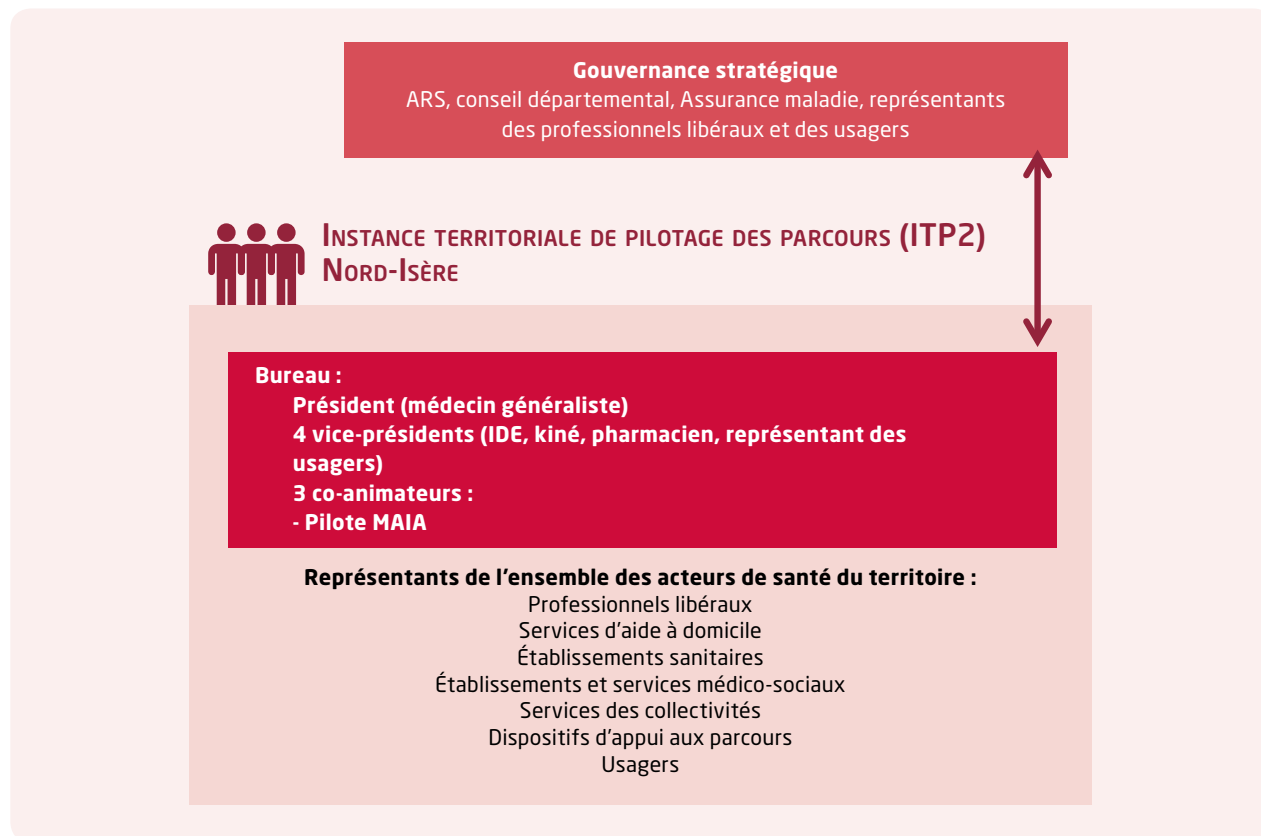 Gouvernance stratégique
ARS, conseil départemental, Assurance maladie, représentants
des professionnels libéraux et des usagers
Instance territoriale de pilotage des parcours (ITP2)
Nord-Isère
Bureau :
Président (médecin généraliste)
4 vice-présidents (IDE, kiné, pharmacien, représentant des
usagers)
3 co-animateurs :
- Pilote MAIA
Représentants de l’ensemble des acteurs de santé du territoire :
Professionnels libéraux
Services d’aide à domicile
Établissements sanitaires
Établissements et services médico-sociaux
Services des collectivités
Dispositifs d’appui aux parcours
Usagers